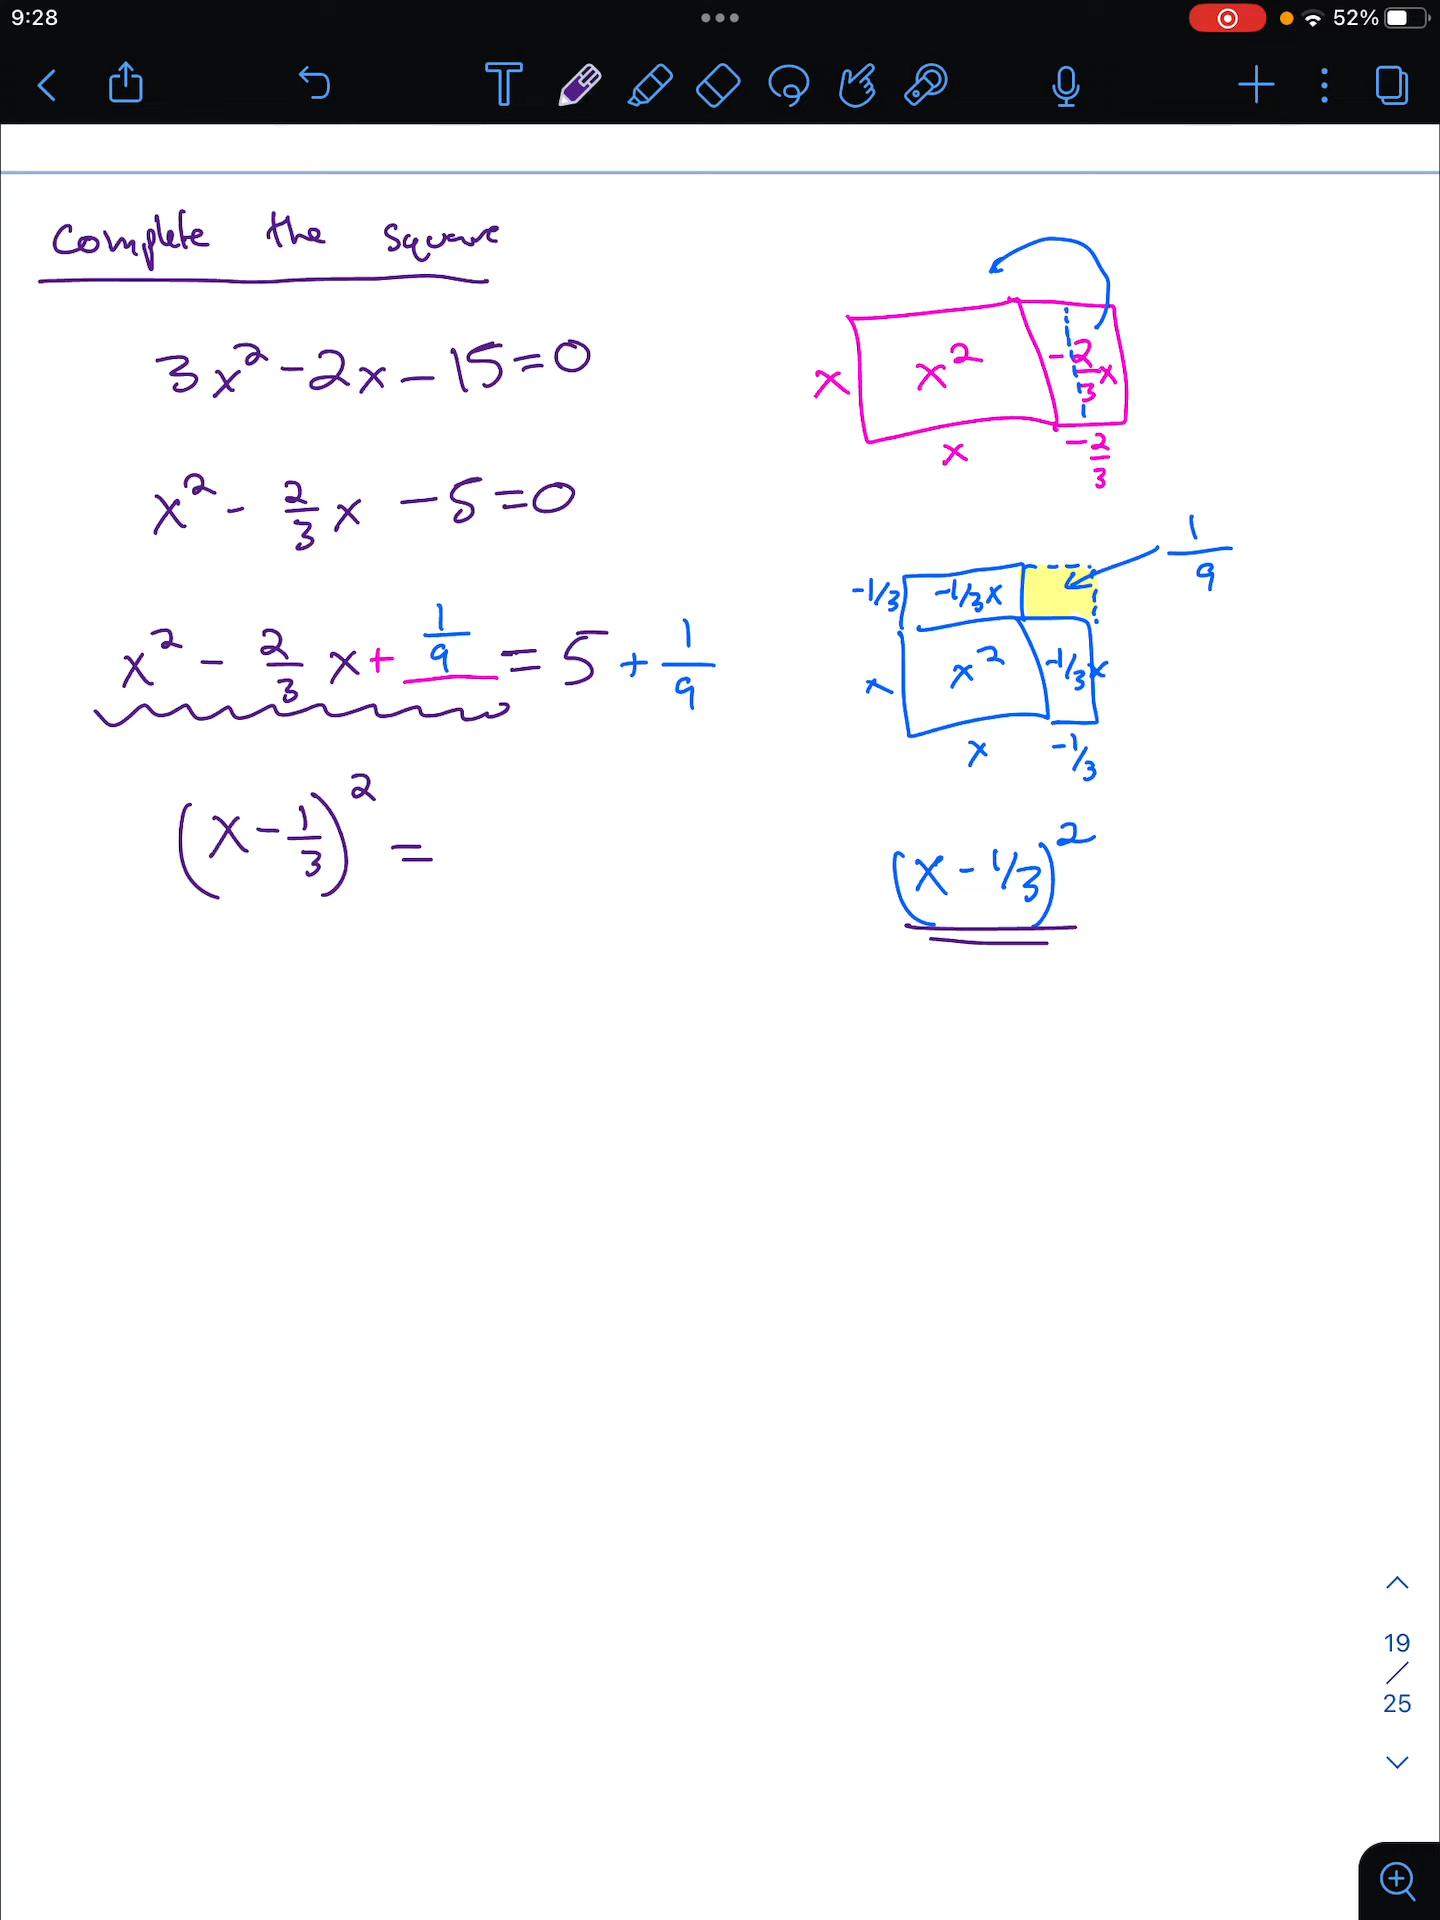 9:28
52%
T
Complete the square
3x² - 2x - 15 = 0
x² - 2/3 x - 5 = 0
x² - 2/3 x + 1/9 = 5 + 1/9
(x - 1/3)² =
x
x²
-2/3 x
x
-2/3
1/9
-1/3
-1/3x
x
x²
-1/3x
x
-1/3
(x - 1/3)²
19
/
25